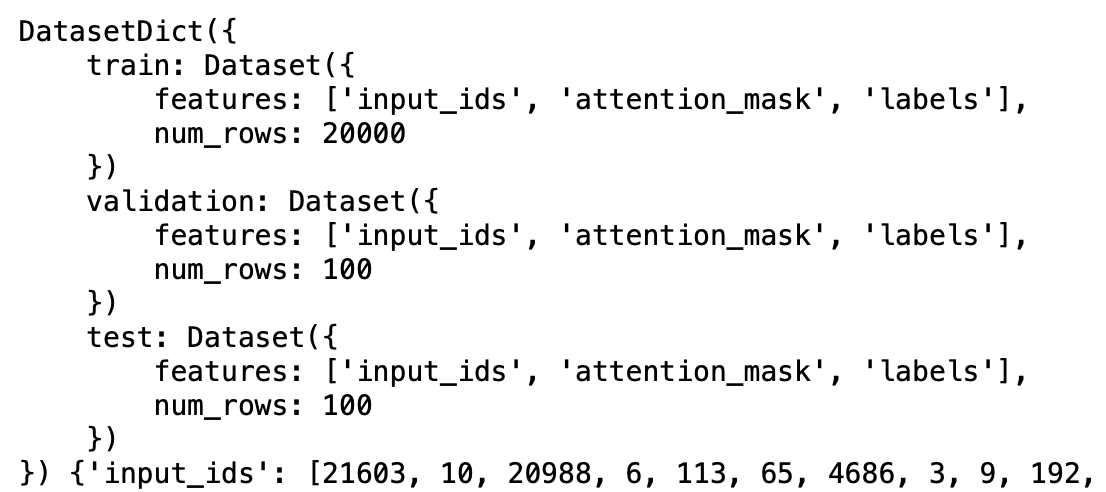 DatasetDict({
    train: Dataset({
        features: ['input_ids', 'attention_mask', 'labels'],
        num_rows: 20000
    })
    validation: Dataset({
        features: ['input_ids', 'attention_mask', 'labels'],
        num_rows: 100
    })
    test: Dataset({
        features: ['input_ids', 'attention_mask', 'labels'],
        num_rows: 100
    })
}) {'input_ids': [21603, 10, 20988, 6, 113, 65, 4686, 3, 9, 192,